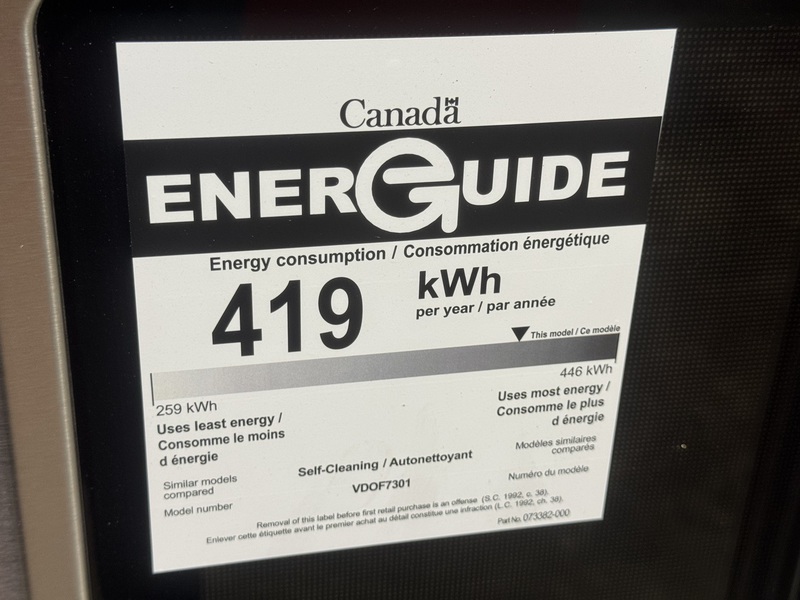 Canada
ENERGUIDE
Energy consumption / Consommation énergétique
419 kWh
per year / par année
This model / Ce modèle
259 kWh
446 kWh
Uses least energy /
Consomme le moins
d énergie
Uses most energy /
Consomme le plus
d énergie
Similar models
compared
Self-Cleaning / Autonettoyant
Modèles similaires
comparés
Model number
VDOF7301
Numéro du modèle
Removal of this label before first retail purchase is an offense (S.C. 1992, c. 38).
Enlever cette étiquette avant le premier achat au détail constitue une infraction (L.C. 1992, ch. 38).
Part No. 073382-000